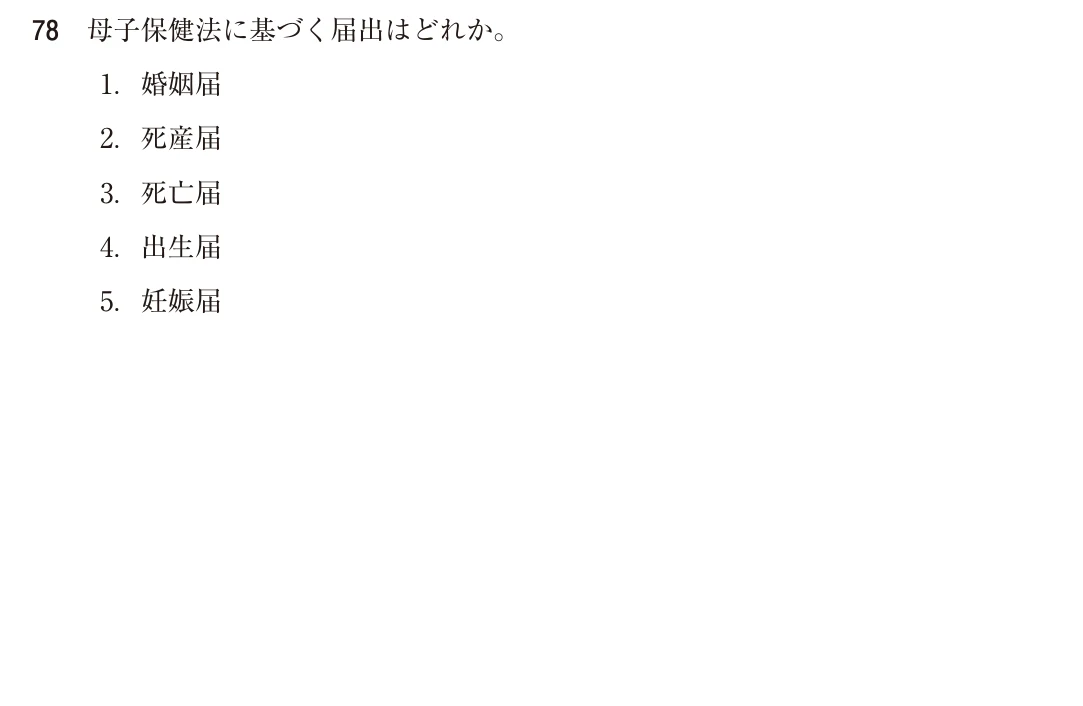 78 母子保健法に基づく届出はどれか。
1. 婚姻届
2. 死産届
3. 死亡届
4. 出生届
5. 妊娠届